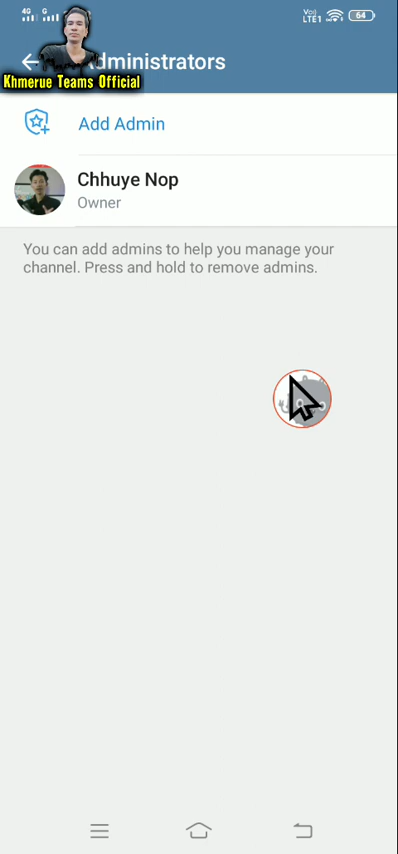 4G G
Vo)
LTE1 64
dministrators
Khmerue Teams Official
Add Admin
Chhuye Nop
Owner
You can add admins to help you manage your
channel. Press and hold to remove admins.